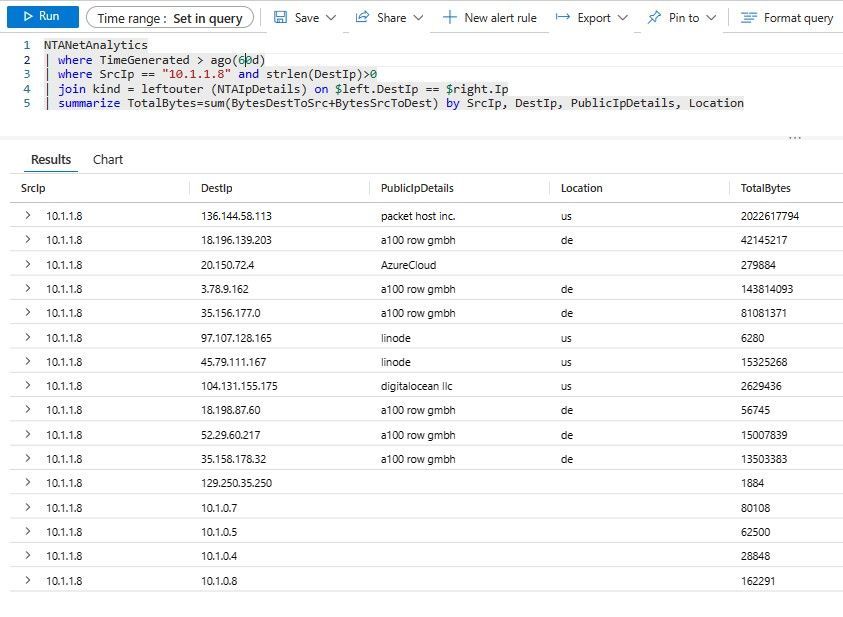 Run Time range : Set in query Save Share New alert rule Export Pin to Format query
1 NTANetAnalytics
2 | where TimeGenerated > ago(60d)
3 | where SrcIp == "10.1.1.8" and strlen(DestIp)>0
4 | join kind = leftouter (NTAIpDetails) on $left.DestIp == $right.Ip
5 | summarize TotalBytes=sum(BytesDestToSrc+BytesSrcToDest) by SrcIp, DestIp, PublicIpDetails, Location
Results Chart
SrcIp DestIp PublicIpDetails Location TotalBytes
10.1.1.8 136.144.58.113 packet host inc. us 2022617794
10.1.1.8 18.196.139.203 a100 row gmbh de 42145217
10.1.1.8 20.150.72.4 AzureCloud 279884
10.1.1.8 3.78.9.162 a100 row gmbh de 143814093
10.1.1.8 35.156.177.0 a100 row gmbh de 81081371
10.1.1.8 97.107.128.165 linode us 6280
10.1.1.8 45.79.111.167 linode us 15325268
10.1.1.8 104.131.155.175 digitalocean llc us 2629436
10.1.1.8 18.198.87.60 a100 row gmbh de 56745
10.1.1.8 52.29.60.217 a100 row gmbh de 15007839
10.1.1.8 35.158.178.32 a100 row gmbh de 13503383
10.1.1.8 129.250.35.250 1884
10.1.1.8 10.1.0.7 80108
10.1.1.8 10.1.0.5 62500
10.1.1.8 10.1.0.4 28848
10.1.1.8 10.1.0.8 162291